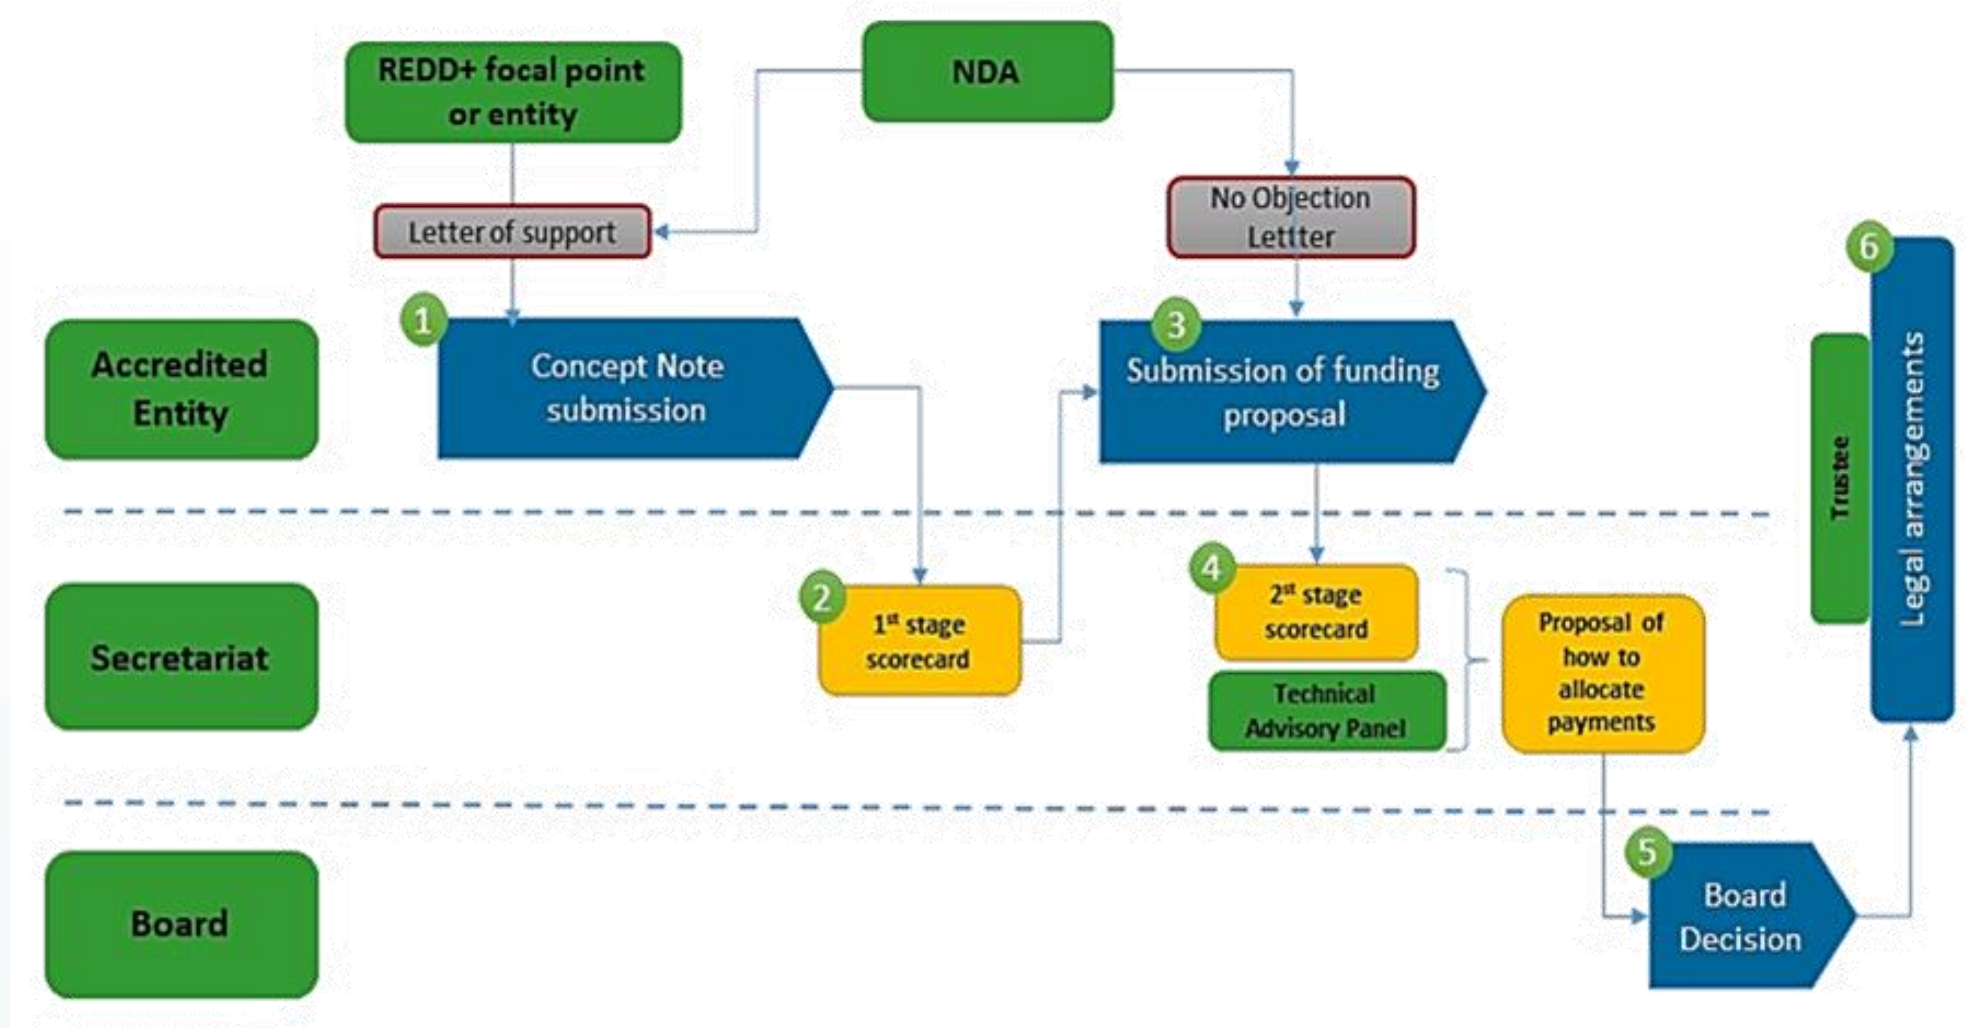 REDD+ focal point
or entity
NDA
Letter of support
No Objection
Lettter
6
1
3
Accredited
Entity
Concept Note
submission
Submission of funding
proposal
Trustee
Legal arrangements
Secretariat
2
1st stage
scorecard
4
2st stage
scorecard
Technical
Advisory Panel
Proposal of
how to
allocate
payments
Board
5
Board
Decision